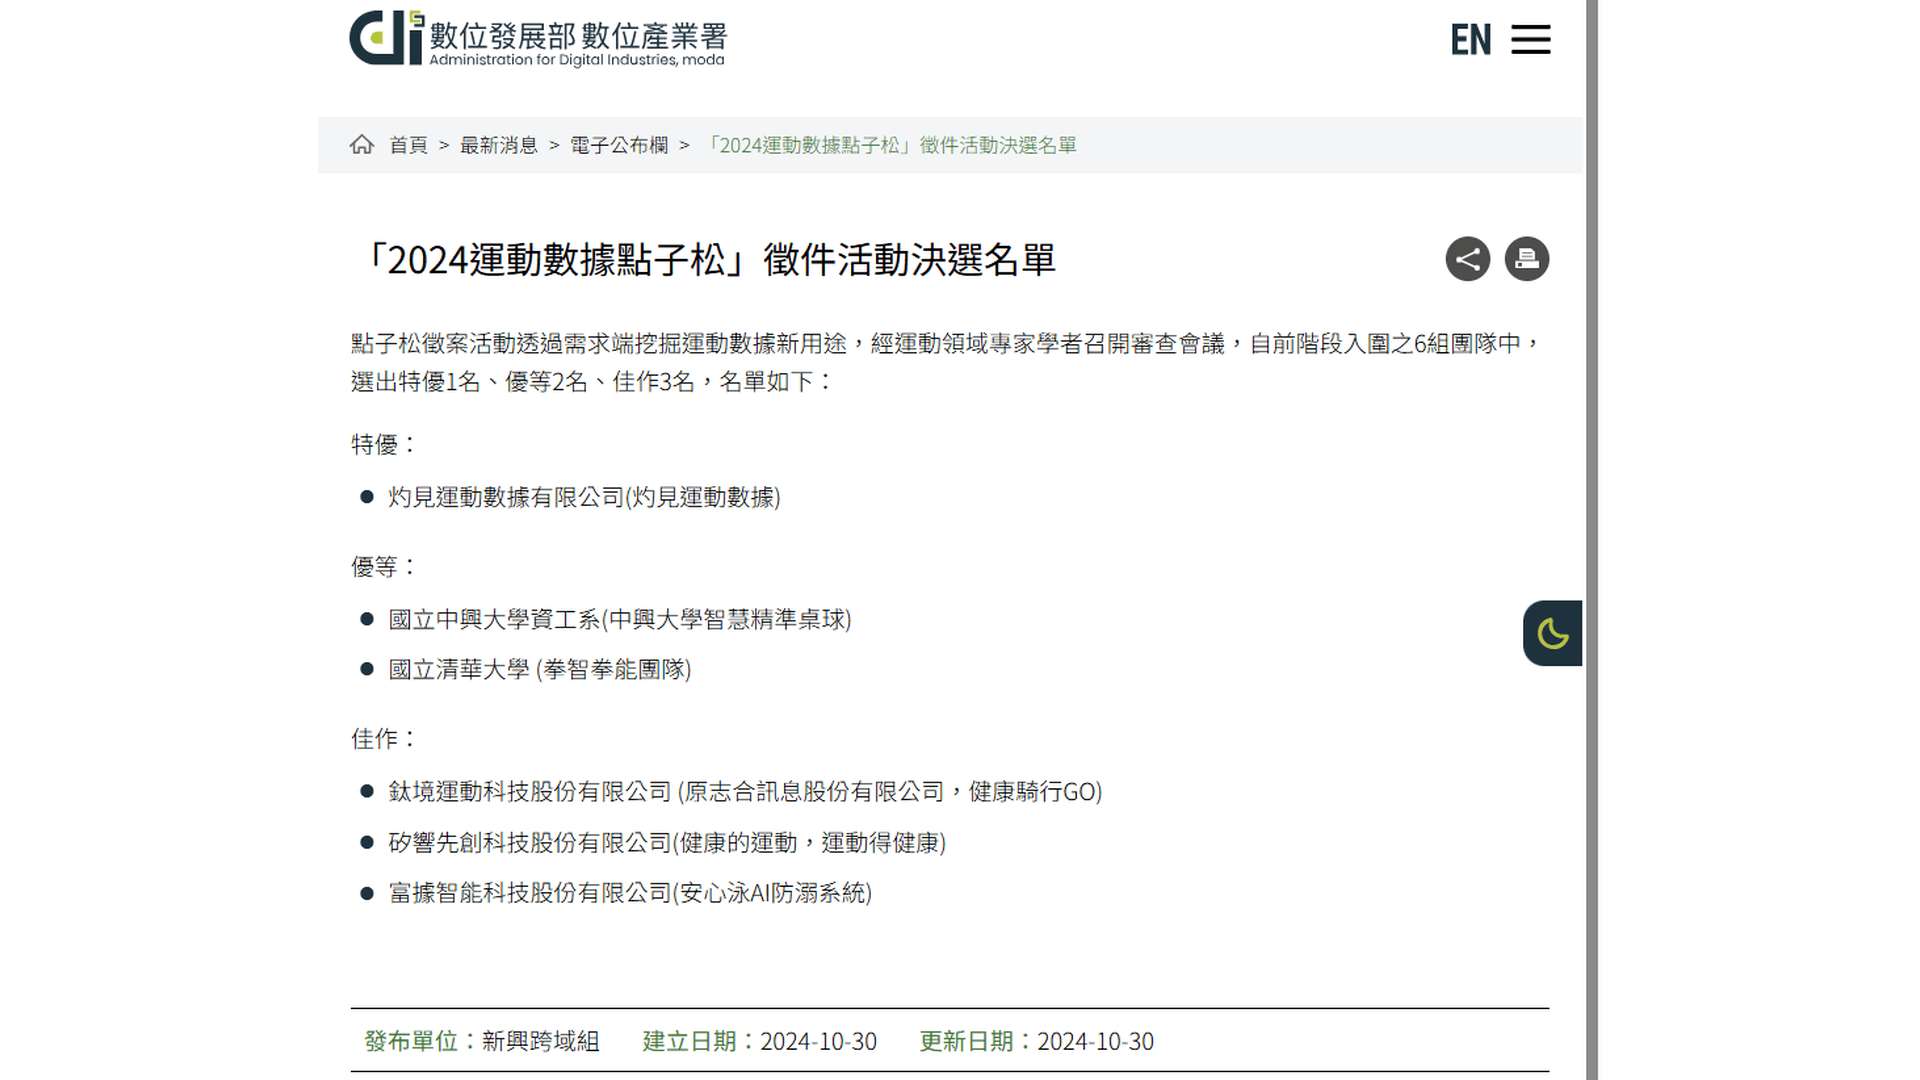 數位發展部 數位產業署
Administration for Digital Industries, moda
EN
首頁 > 最新消息 > 電子公布欄 > 「2024運動數據點子松」徵件活動決選名單
「2024運動數據點子松」徵件活動決選名單
點子松徵案活動透過需求端挖掘運動數據新用途，經運動領域專家學者召開審查會議，自前階段入圍之6組團隊中，
選出特優1名、優等2名、佳作3名，名單如下：
特優：
● 灼見運動數據有限公司(灼見運動數據)
優等：
● 國立中興大學資工系(中興大學智慧精準桌球)
● 國立清華大學 (拳智拳能團隊)
佳作：
● 鈦境運動科技股份有限公司 (原志合訊息股份有限公司，健康騎行GO)
● 矽響先創科技股份有限公司(健康的運動，運動得健康)
● 富據智能科技股份有限公司(安心泳AI防溺系統)
發布單位：新興跨域組 建立日期：2024-10-30 更新日期：2024-10-30